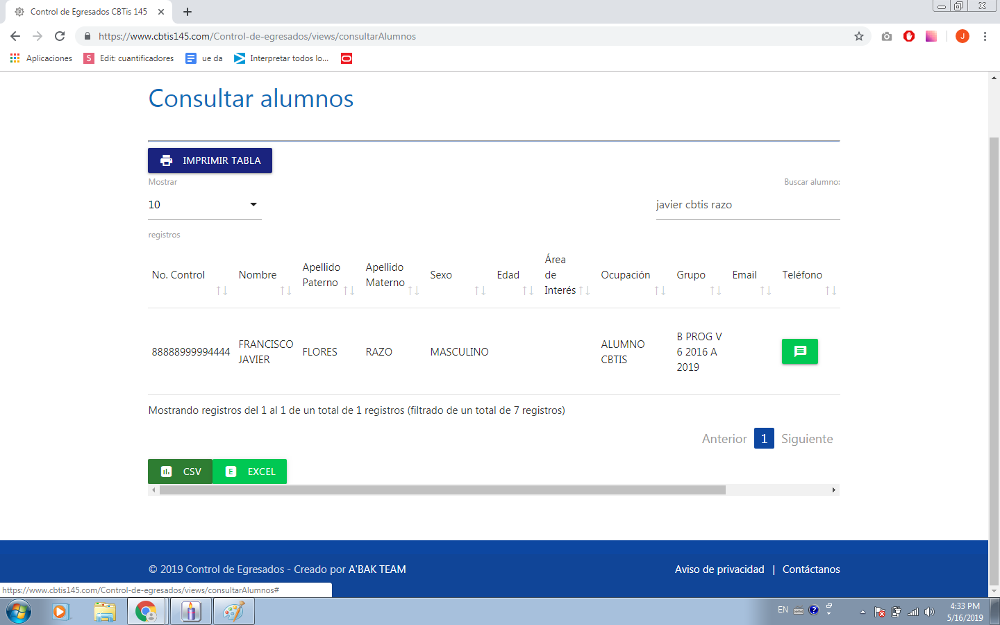 Control de Egresados CBTis 145
https://www.cbtis145.com/Control-de-egresados/views/consultarAlumnos
J
Aplicaciones
S Edit: cuantificadores
ue da
Interpretar todos lo...
Consultar alumnos
IMPRIMIR TABLA
Mostrar
Buscar alumno:
10
javier cbtis razo
registros
No. Control Nombre Apellido Paterno Apellido Materno Sexo Edad Área de Interés Ocupación Grupo Email Teléfono
88888999994444 FRANCISCO JAVIER FLORES RAZO MASCULINO ALUMNO CBTIS B PROG V 6 2016 A 2019
Mostrando registros del 1 al 1 de un total de 1 registros (filtrado de un total de 7 registros)
Anterior 1 Siguiente
CSV E EXCEL
© 2019 Control de Egresados - Creado por A'BAK TEAM
Aviso de privacidad | Contáctanos
https://www.cbtis145.com/Control-de-egresados/views/consultarAlumnos#
EN
4:33 PM
5/16/2019